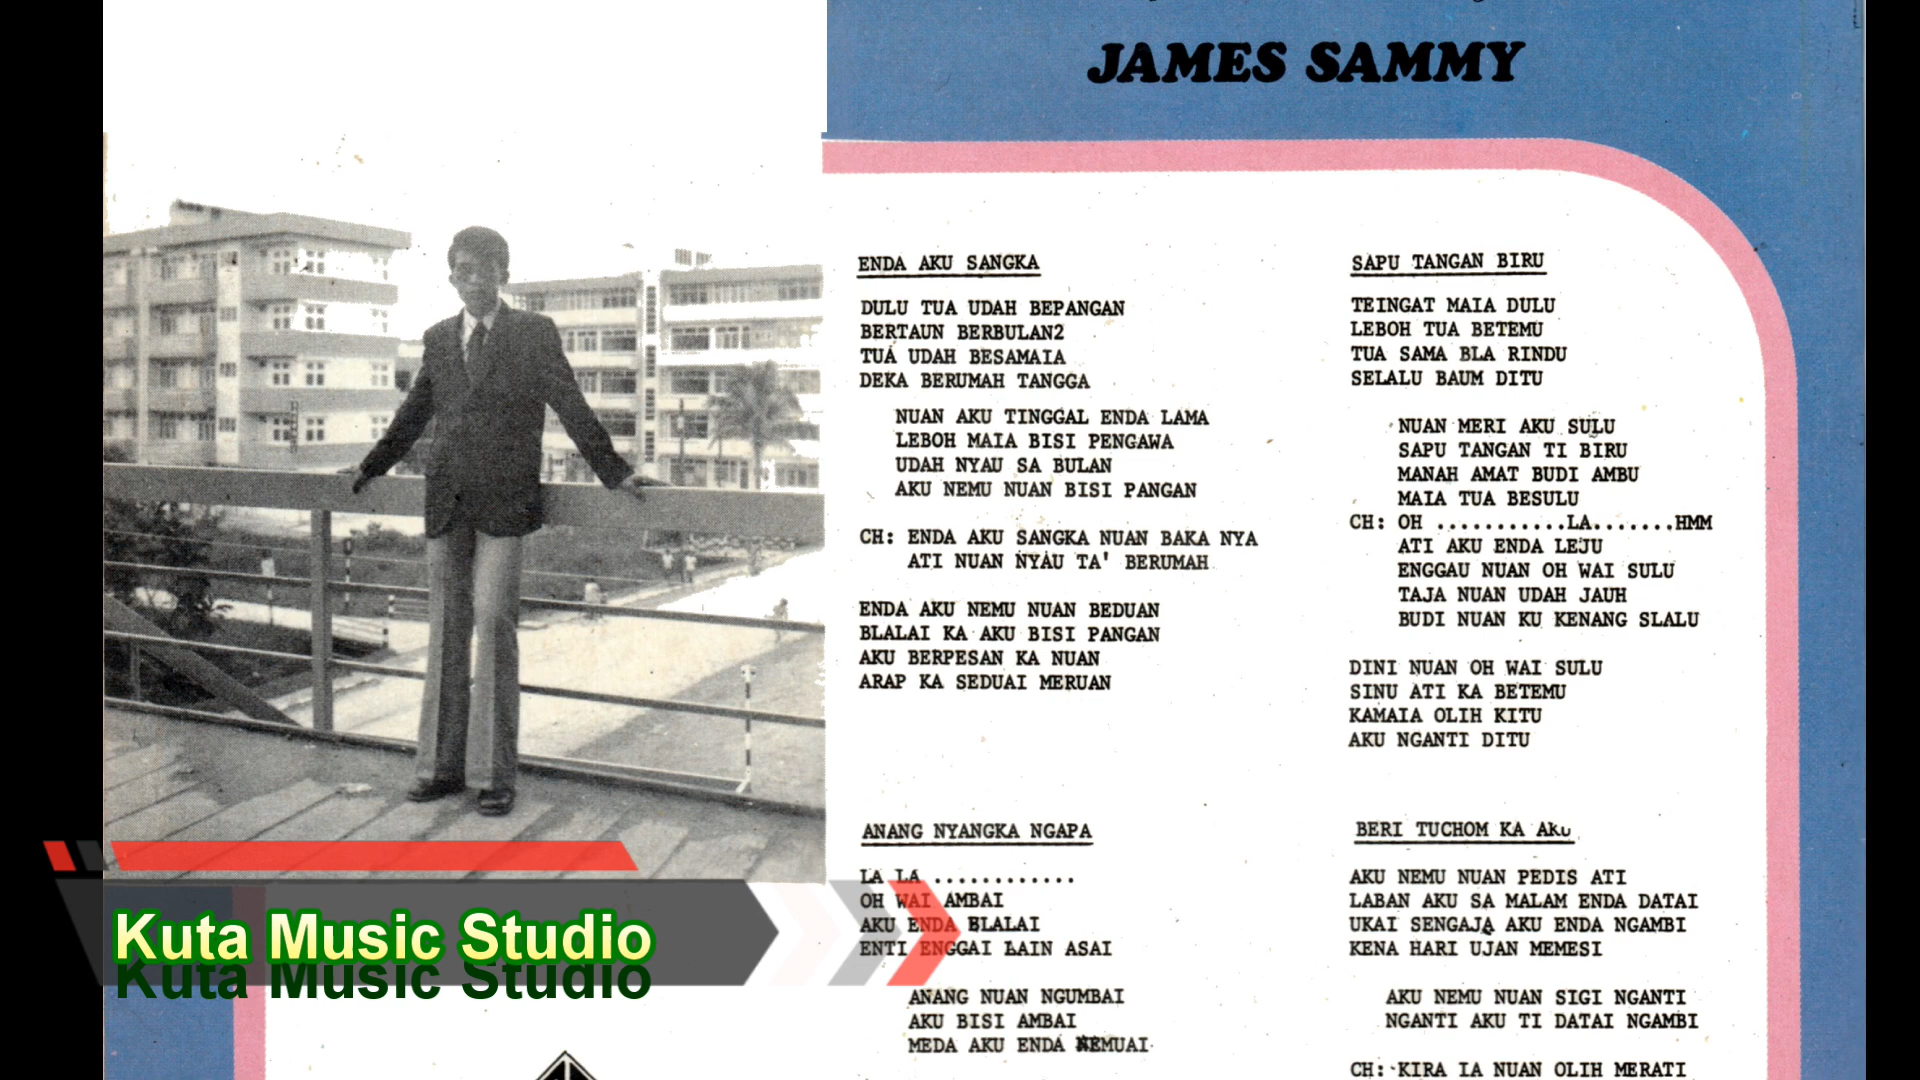 JAMES SAMMY
ENDA AKU SANGKA
DULU TUA UDAH BEPANGAN
BERTAUN BERBULAN2
TUA UDAH BESAMAIA
DEKA BERUMAH TANGGA
NUAN AKU TINGGAL ENDA LAMA
LEBOH MAIA BISI PENGAWA
UDAH NYAU SA BULAN
AKU NEMU NUAN BISI PANGAN
CH: ENDA AKU SANGKA NUAN BAKA NYA
ATI NUAN NYAU TA' BERUMAH
ENDA AKU NEMU NUAN BEDUAN
BLALAI KA AKU BISI PANGAN
AKU BERPESAN KA NUAN
ARAP KA SEDUAI MERUAN
ANANG NYANGKA NGAPA
LA LA ............
OH WAI AMBAI
AKU ENDA BLALAI
ENTI ENGGAI LAIN ASAI
ANANG NUAN NGUMBAI
AKU BISI AMBAI
MEDA AKU ENDA NEMUAI
SAPU TANGAN BIRU
TEINGAT MAIA DULU
LEBOH TUA BETEMU
TUA SAMA BLA RINDU
SELALU BAUM DITU
NUAN MERI AKU SULU
SAPU TANGAN TI BIRU
MANAH AMAT BUDI AMBU
MAIA TUA BESULU
CH: OH ...........LA.......HMM
ATI AKU ENDA LEJU
ENGGAU NUAN OH WAI SULU
TAJA NUAN UDAH JAUH
BUDI NUAN KU KENANG SLALU
DINI NUAN OH WAI SULU
SINU ATI KA BETEMU
KAMAIA OLIH KITU
AKU NGANTI DITU
BERI TUCHOM KA AKU
AKU NEMU NUAN PEDIS ATI
LABAN AKU SA MALAM ENDA DATAI
UKAI SENGAJA AKU ENDA NGAMBI
KENA HARI UJAN MEMESI
AKU NEMU NUAN SIGI NGANTI
NGANTI AKU TI DATAI NGAMBI
CH: KIRA IA NUAN OLIH MERATI
Kuta Music Studio